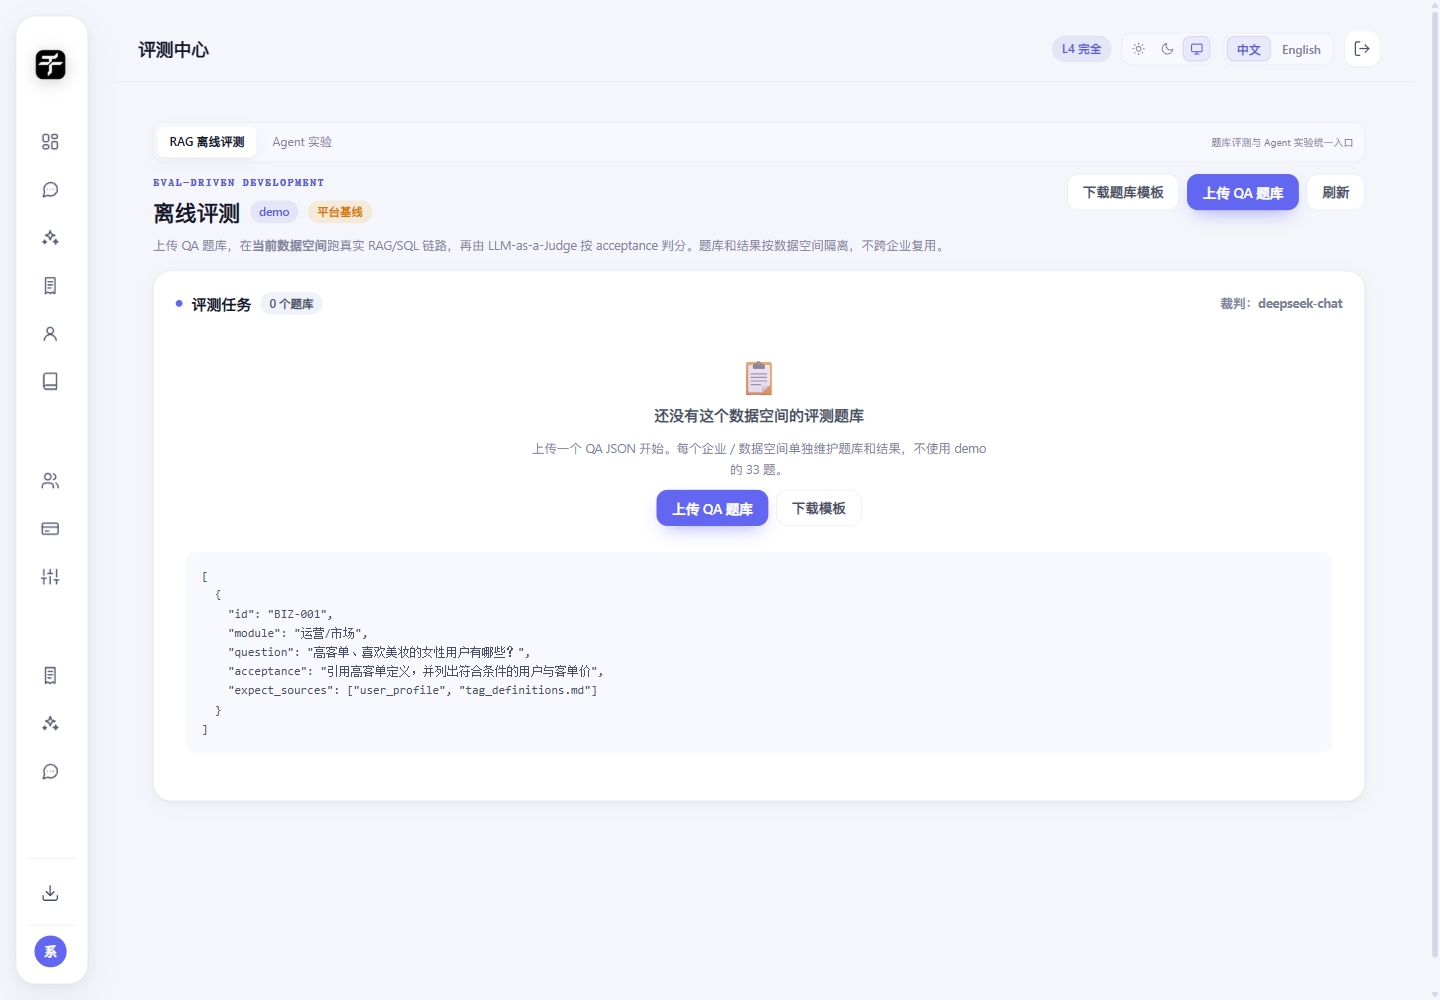 评测中心
L4 完全
中文
English
RAG 离线评测
Agent 实验
题库评测与 Agent 实验统一入口
EVAL-DRIVEN DEVELOPMENT
离线评测
demo
平台基线
下载题库模板
上传 QA 题库
刷新
上传 QA 题库，在当前数据空间跑真实 RAG/SQL 链路，再由 LLM-as-a-Judge 按 acceptance 判分。题库和结果按数据空间隔离，不跨企业复用。
评测任务
0 个题库
裁判：deepseek-chat
还没有这个数据空间的评测题库
上传一个 QA JSON 开始。每个企业 / 数据空间单独维护题库和结果，不使用 demo
的 33 题。
上传 QA 题库
下载模板
[
  {
    "id": "BIZ-001",
    "module": "运营/市场",
    "question": "高客单、喜欢美妆的女性用户有哪些？",
    "acceptance": "引用高客单定义，并列出符合条件的用户与客单价",
    "expect_sources": ["user_profile", "tag_definitions.md"]
  }
]
系